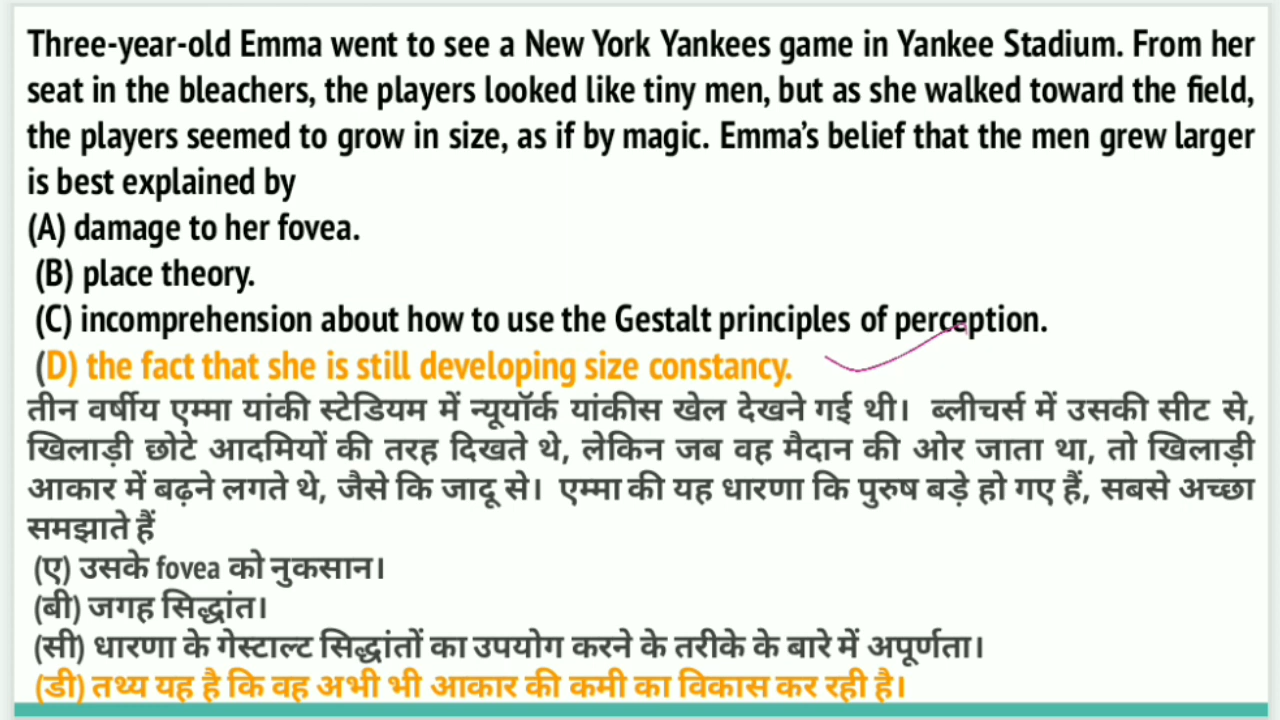 Three-year-old Emma went to see a New York Yankees game in Yankee Stadium. From her
seat in the bleachers, the players looked like tiny men, but as she walked toward the field,
the players seemed to grow in size, as if by magic. Emma's belief that the men grew larger
is best explained by
(A) damage to her fovea.
(B) place theory.
(C) incomprehension about how to use the Gestalt principles of perception.
(D) the fact that she is still developing size constancy.
तीन वर्षीय एम्मा यांकी स्टेडियम में न्यूयॉर्क यांकीस खेल देखने गई थी। ब्लीचर्स में उसकी सीट से,
खिलाड़ी छोटे आदमियों की तरह दिखते थे, लेकिन जब वह मैदान की ओर जाता था, तो खिलाड़ी
आकार में बढ़ने लगते थे, जैसे कि जादू से। एम्मा की यह धारणा कि पुरुष बड़े हो गए हैं, सबसे अच्छा
समझाते हैं
(ए) उसके fovea को नुकसान।
(बी) जगह सिद्धांत।
(सी) धारणा के गेस्टाल्ट सिद्धांतों का उपयोग करने के तरीके के बारे में अपूर्णता।
(डी) तथ्य यह है कि वह अभी भी आकार की कमी का विकास कर रही है।